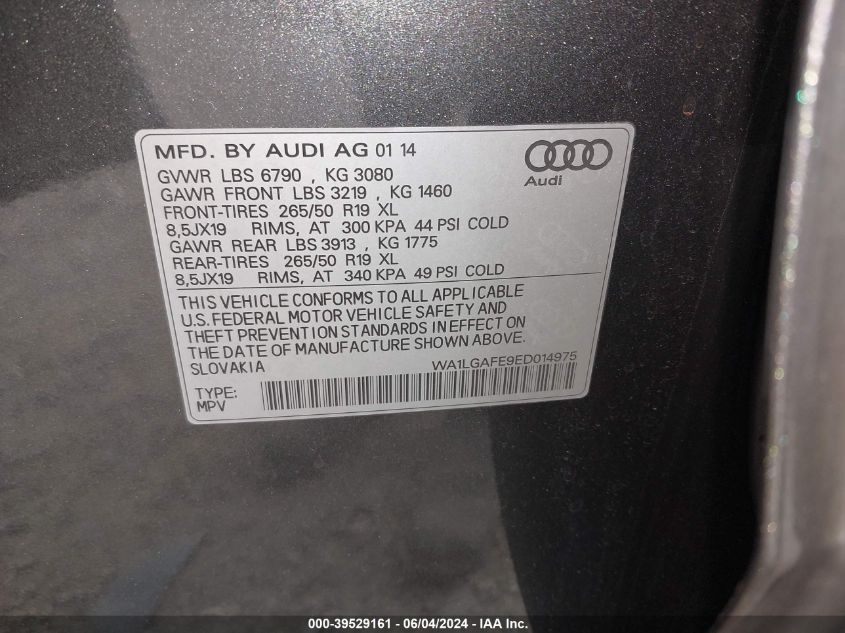 MFD. BY AUDI AG 01 14
Audi
GVWR LBS 6790 , KG 3080
GAWR FRONT LBS 3219 , KG 1460
FRONT-TIRES 265/50 R19 XL
8,5JX19 RIMS, AT 300 KPA 44 PSI COLD
GAWR REAR LBS 3913 , KG 1775
REAR-TIRES 265/50 R19 XL
8,5JX19 RIMS, AT 340 KPA 49 PSI COLD
THIS VEHICLE CONFORMS TO ALL APPLICABLE
U.S. FEDERAL MOTOR VEHICLE SAFETY AND
THEFT PREVENTION STANDARDS IN EFFECT ON
THE DATE OF MANUFACTURE SHOWN ABOVE.
SLOVAKIA WA1LGAFE9ED014975
TYPE:
MPV
000-39529161 - 06/04/2024 - IAA Inc.